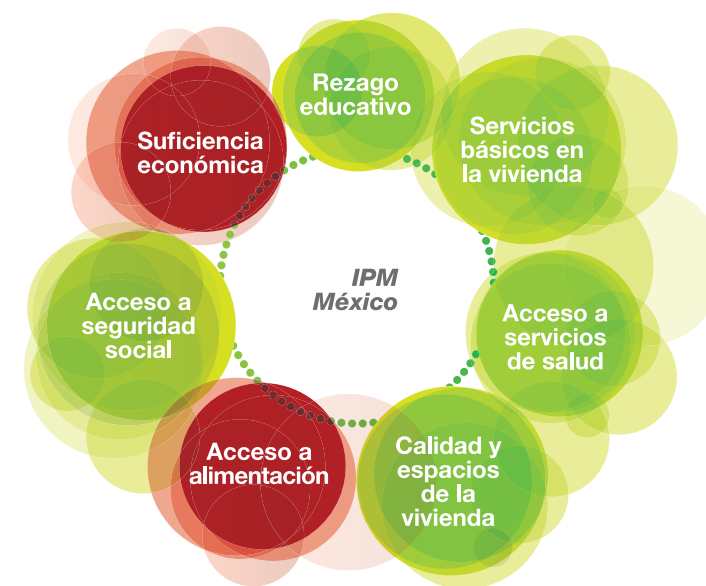 Rezago
educativo
Servicios
básicos en
la vivienda
Acceso a
servicios
de salud
Calidad y
espacios
de la
vivienda
Acceso a
alimentación
Acceso a
seguridad
social
Suficiencia
económica
IPM
México